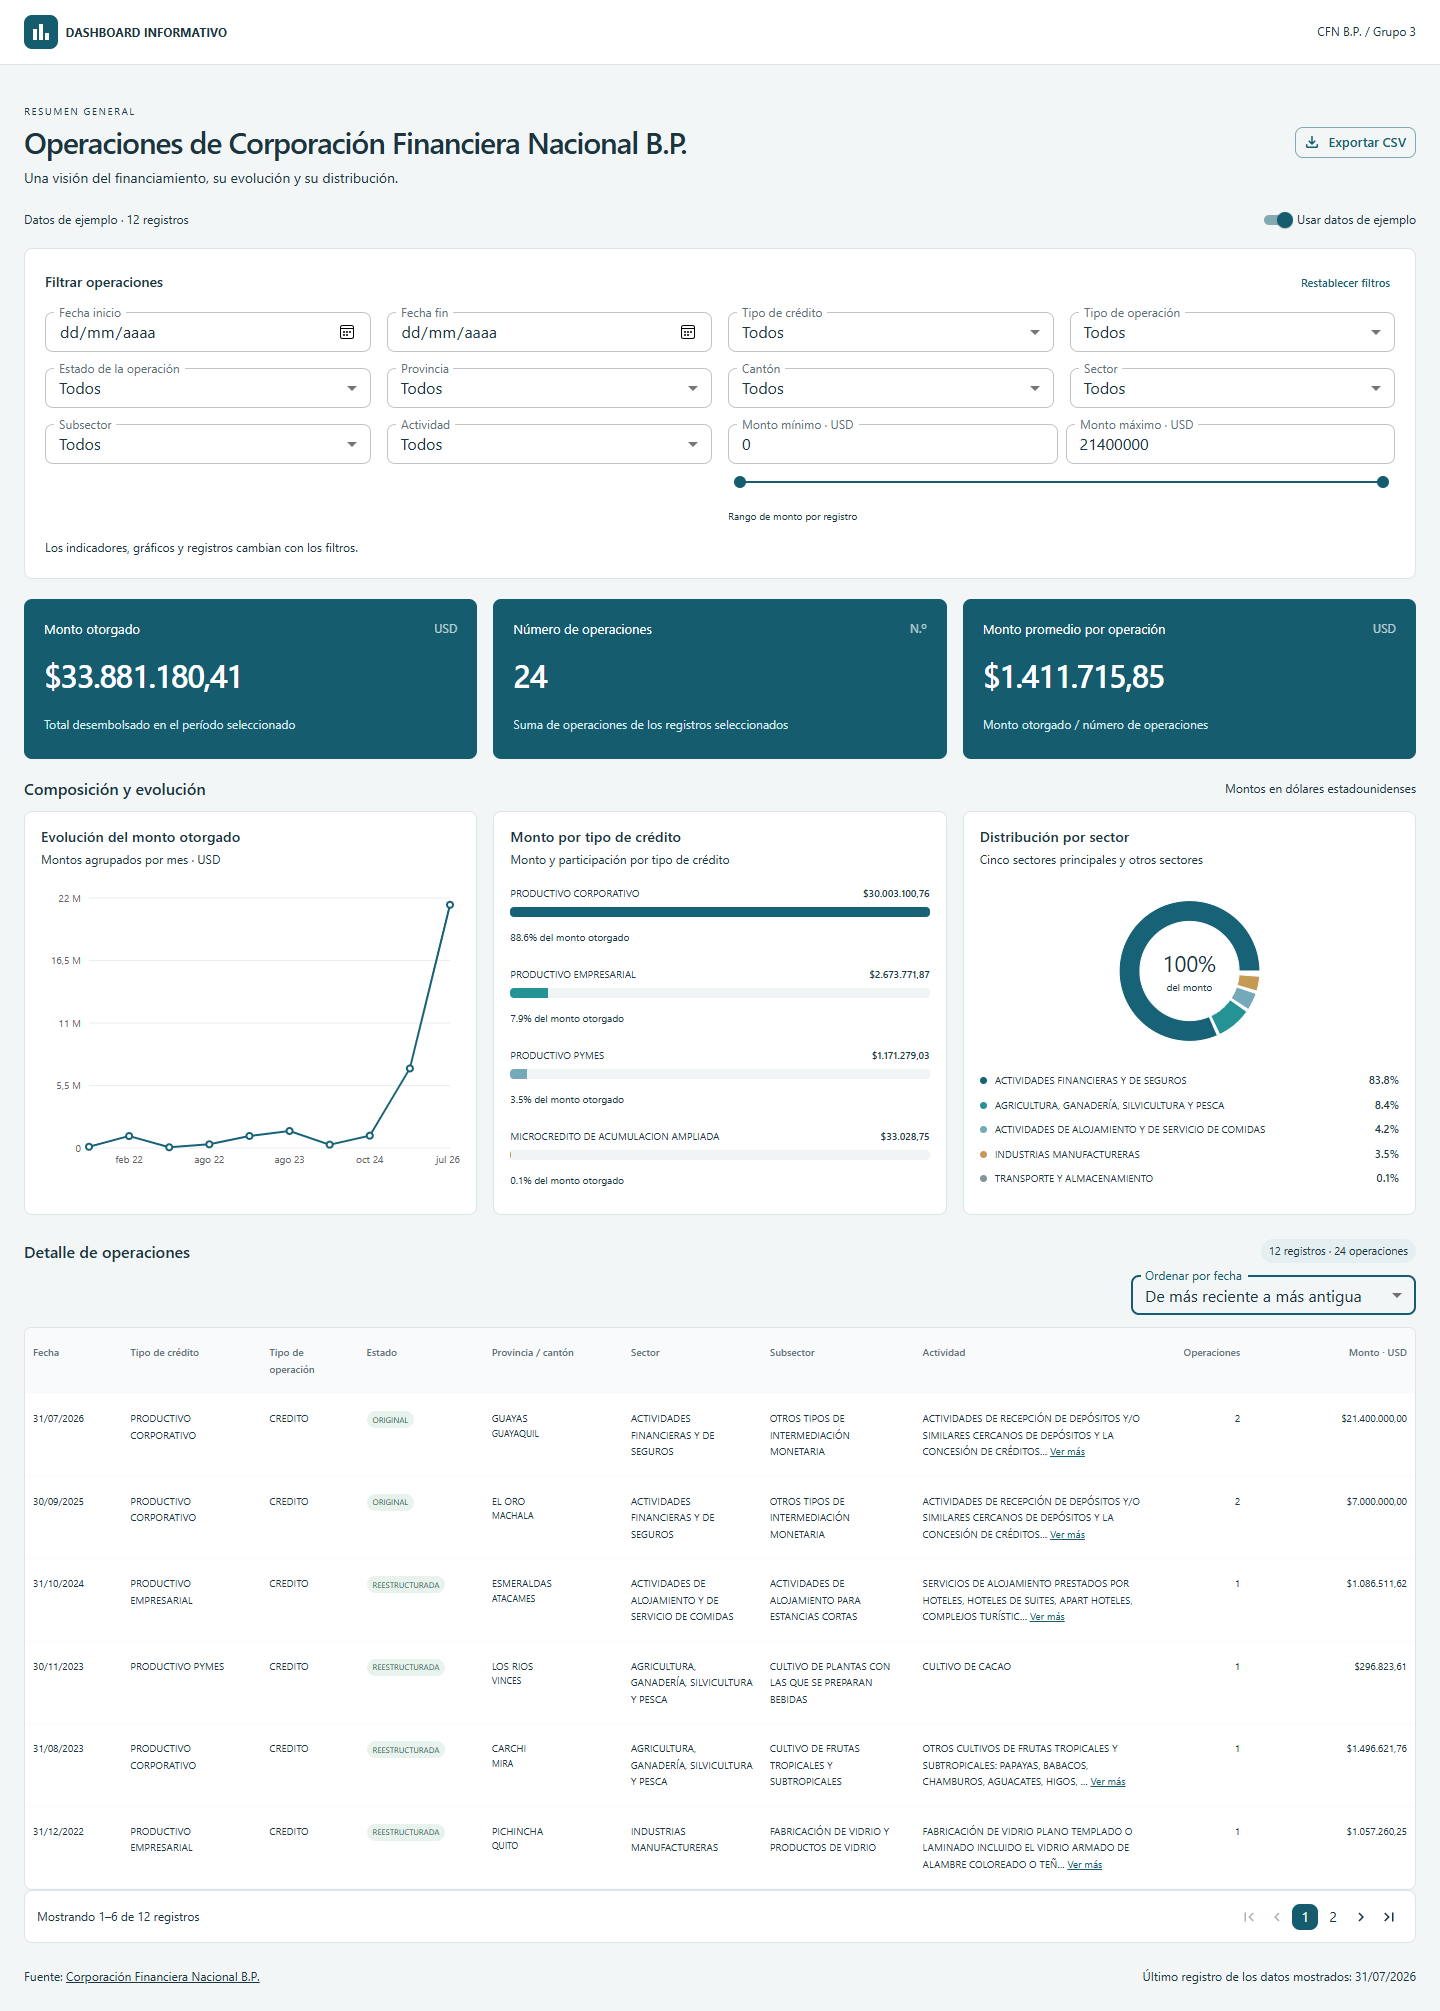 DASHBOARD INFORMATIVO
CFN B.P. / Grupo 3
RESUMEN GENERAL
Operaciones de Corporación Financiera Nacional B.P.
Exportar CSV
Una visión del financiamiento, su evolución y su distribución.
Datos de ejemplo · 12 registros
Usar datos de ejemplo
Filtrar operaciones
Restablecer filtros
Fecha inicio
dd/mm/aaaa
Fecha fin
dd/mm/aaaa
Tipo de crédito
Todos
Tipo de operación
Todos
Estado de la operación
Todos
Provincia
Todos
Cantón
Todos
Sector
Todos
Subsector
Todos
Actividad
Todos
Monto mínimo · USD
0
Monto máximo · USD
21400000
Rango de monto por registro
Los indicadores, gráficos y registros cambian con los filtros.
Monto otorgado
USD
$33.881.180,41
Total desembolsado en el período seleccionado
Número de operaciones
N.º
24
Suma de operaciones de los registros seleccionados
Monto promedio por operación
USD
$1.411.715,85
Monto otorgado / número de operaciones
Composición y evolución
Montos en dólares estadounidenses
Evolución del monto otorgado
Montos agrupados por mes · USD
22 M
16,5 M
11 M
5,5 M
0
feb 22
ago 22
ago 23
oct 24
jul 26
Monto por tipo de crédito
Monto y participación por tipo de crédito
PRODUCTIVO CORPORATIVO
$30.003.100,76
88.6% del monto otorgado
PRODUCTIVO EMPRESARIAL
$2.673.771,87
7.9% del monto otorgado
PRODUCTIVO PYMES
$1.171.279,03
3.5% del monto otorgado
MICROCREDITO DE ACUMULACION AMPLIADA
$33.028,75
0.1% del monto otorgado
Distribución por sector
Cinco sectores principales y otros sectores
100%
del monto
ACTIVIDADES FINANCIERAS Y DE SEGUROS
83.8%
AGRICULTURA, GANADERÍA, SILVICULTURA Y PESCA
8.4%
ACTIVIDADES DE ALOJAMIENTO Y DE SERVICIO DE COMIDAS
4.2%
INDUSTRIAS MANUFACTURERAS
3.5%
TRANSPORTE Y ALMACENAMIENTO
0.1%
Detalle de operaciones
12 registros · 24 operaciones
Ordenar por fecha
De más reciente a más antigua
Fecha
Tipo de crédito
Tipo de
operación
Estado
Provincia / cantón
Sector
Subsector
Actividad
Operaciones
Monto · USD
31/07/2026
PRODUCTIVO
CORPORATIVO
CREDITO
ORIGINAL
GUAYAS
GUAYAQUIL
ACTIVIDADES
FINANCIERAS Y DE
SEGUROS
OTROS TIPOS DE
INTERMEDIACIÓN
MONETARIA
ACTIVIDADES DE RECEPCIÓN DE DEPÓSITOS Y/O
SIMILARES CERCANOS DE DEPÓSITOS Y LA
CONCESIÓN DE CRÉDITOS... Ver más
2
$21.400.000,00
30/09/2025
PRODUCTIVO
CORPORATIVO
CREDITO
ORIGINAL
EL ORO
MACHALA
ACTIVIDADES
FINANCIERAS Y DE
SEGUROS
OTROS TIPOS DE
INTERMEDIACIÓN
MONETARIA
ACTIVIDADES DE RECEPCIÓN DE DEPÓSITOS Y/O
SIMILARES CERCANOS DE DEPÓSITOS Y LA
CONCESIÓN DE CRÉDITOS... Ver más
2
$7.000.000,00
31/10/2024
PRODUCTIVO
EMPRESARIAL
CREDITO
REESTRUCTURADA
ESMERALDAS
ATACAMES
ACTIVIDADES DE
ALOJAMIENTO Y DE
SERVICIO DE COMIDAS
ACTIVIDADES DE
ALOJAMIENTO PARA
ESTANCIAS CORTAS
SERVICIOS DE ALOJAMIENTO PRESTADOS POR
HOTELES, HOTELES DE SUITES, APART HOTELES,
COMPLEJOS TURÍSTIC... Ver más
1
$1.086.511,62
30/11/2023
PRODUCTIVO PYMES
CREDITO
REESTRUCTURADA
LOS RIOS
VINCES
AGRICULTURA,
GANADERÍA, SILVICULTURA
Y PESCA
CULTIVO DE PLANTAS CON
LAS QUE SE PREPARAN
BEBIDAS
CULTIVO DE CACAO
1
$296.823,61
31/08/2023
PRODUCTIVO
CORPORATIVO
CREDITO
REESTRUCTURADA
CARCHI
MIRA
AGRICULTURA,
GANADERÍA, SILVICULTURA
Y PESCA
CULTIVO DE FRUTAS
TROPICALES Y
SUBTROPICALES
OTROS CULTIVOS DE FRUTAS TROPICALES Y
SUBTROPICALES: PAPAYAS, BABACOS,
CHAMBUROS, AGUACATES, HIGOS, ... Ver más
1
$1.496.621,76
31/12/2022
PRODUCTIVO
EMPRESARIAL
CREDITO
REESTRUCTURADA
PICHINCHA
QUITO
INDUSTRIAS
MANUFACTURERAS
FABRICACIÓN DE VIDRIO Y
PRODUCTOS DE VIDRIO
FABRICACIÓN DE VIDRIO PLANO TEMPLADO O
LAMINADO INCLUIDO EL VIDRIO ARMADO DE
ALAMBRE COLOREADO O TEÑ... Ver más
1
$1.057.260,25
Mostrando 1–6 de 12 registros
1
2
Fuente: Corporación Financiera Nacional B.P.
Último registro de los datos mostrados: 31/07/2026